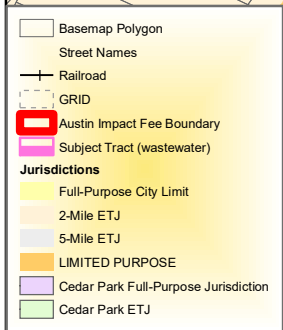 Basemap Polygon
Street Names
Railroad
GRID
Austin Impact Fee Boundary
Subject Tract (wastewater)
Jurisdictions
Full-Purpose City Limit
2-Mile ETJ
5-Mile ETJ
LIMITED PURPOSE
Cedar Park Full-Purpose Jurisdiction
Cedar Park ETJ